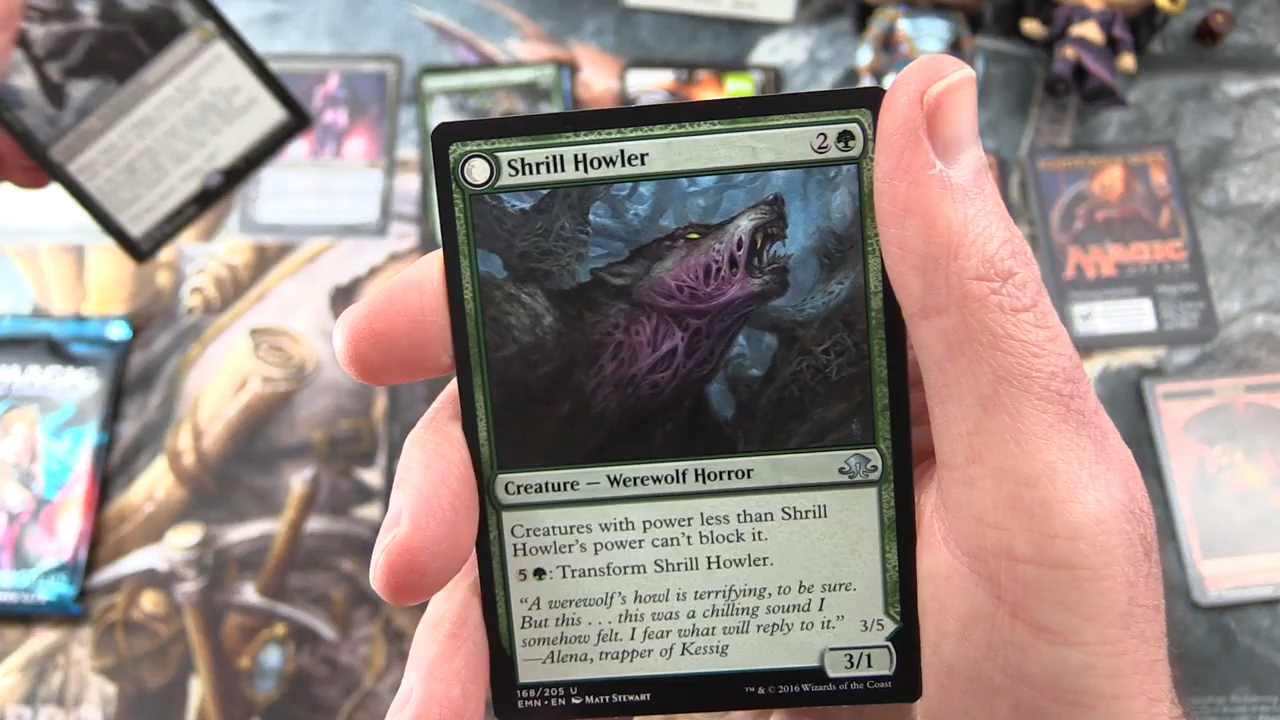 Shrill Howler
2
Creature — Werewolf Horror
Creatures with power less than Shrill
Howler's power can't block it.
5 : Transform Shrill Howler.
"A werewolf's howl is terrifying, to be sure.
But this . . . this was a chilling sound I
somehow felt. I fear what will reply to it."
—Alena, trapper of Kessig
3/5
3/1
168/205 U
EMN • EN MATT STEWART
™ & © 2016 Wizards of the Coast
MAGIC
MAGIC